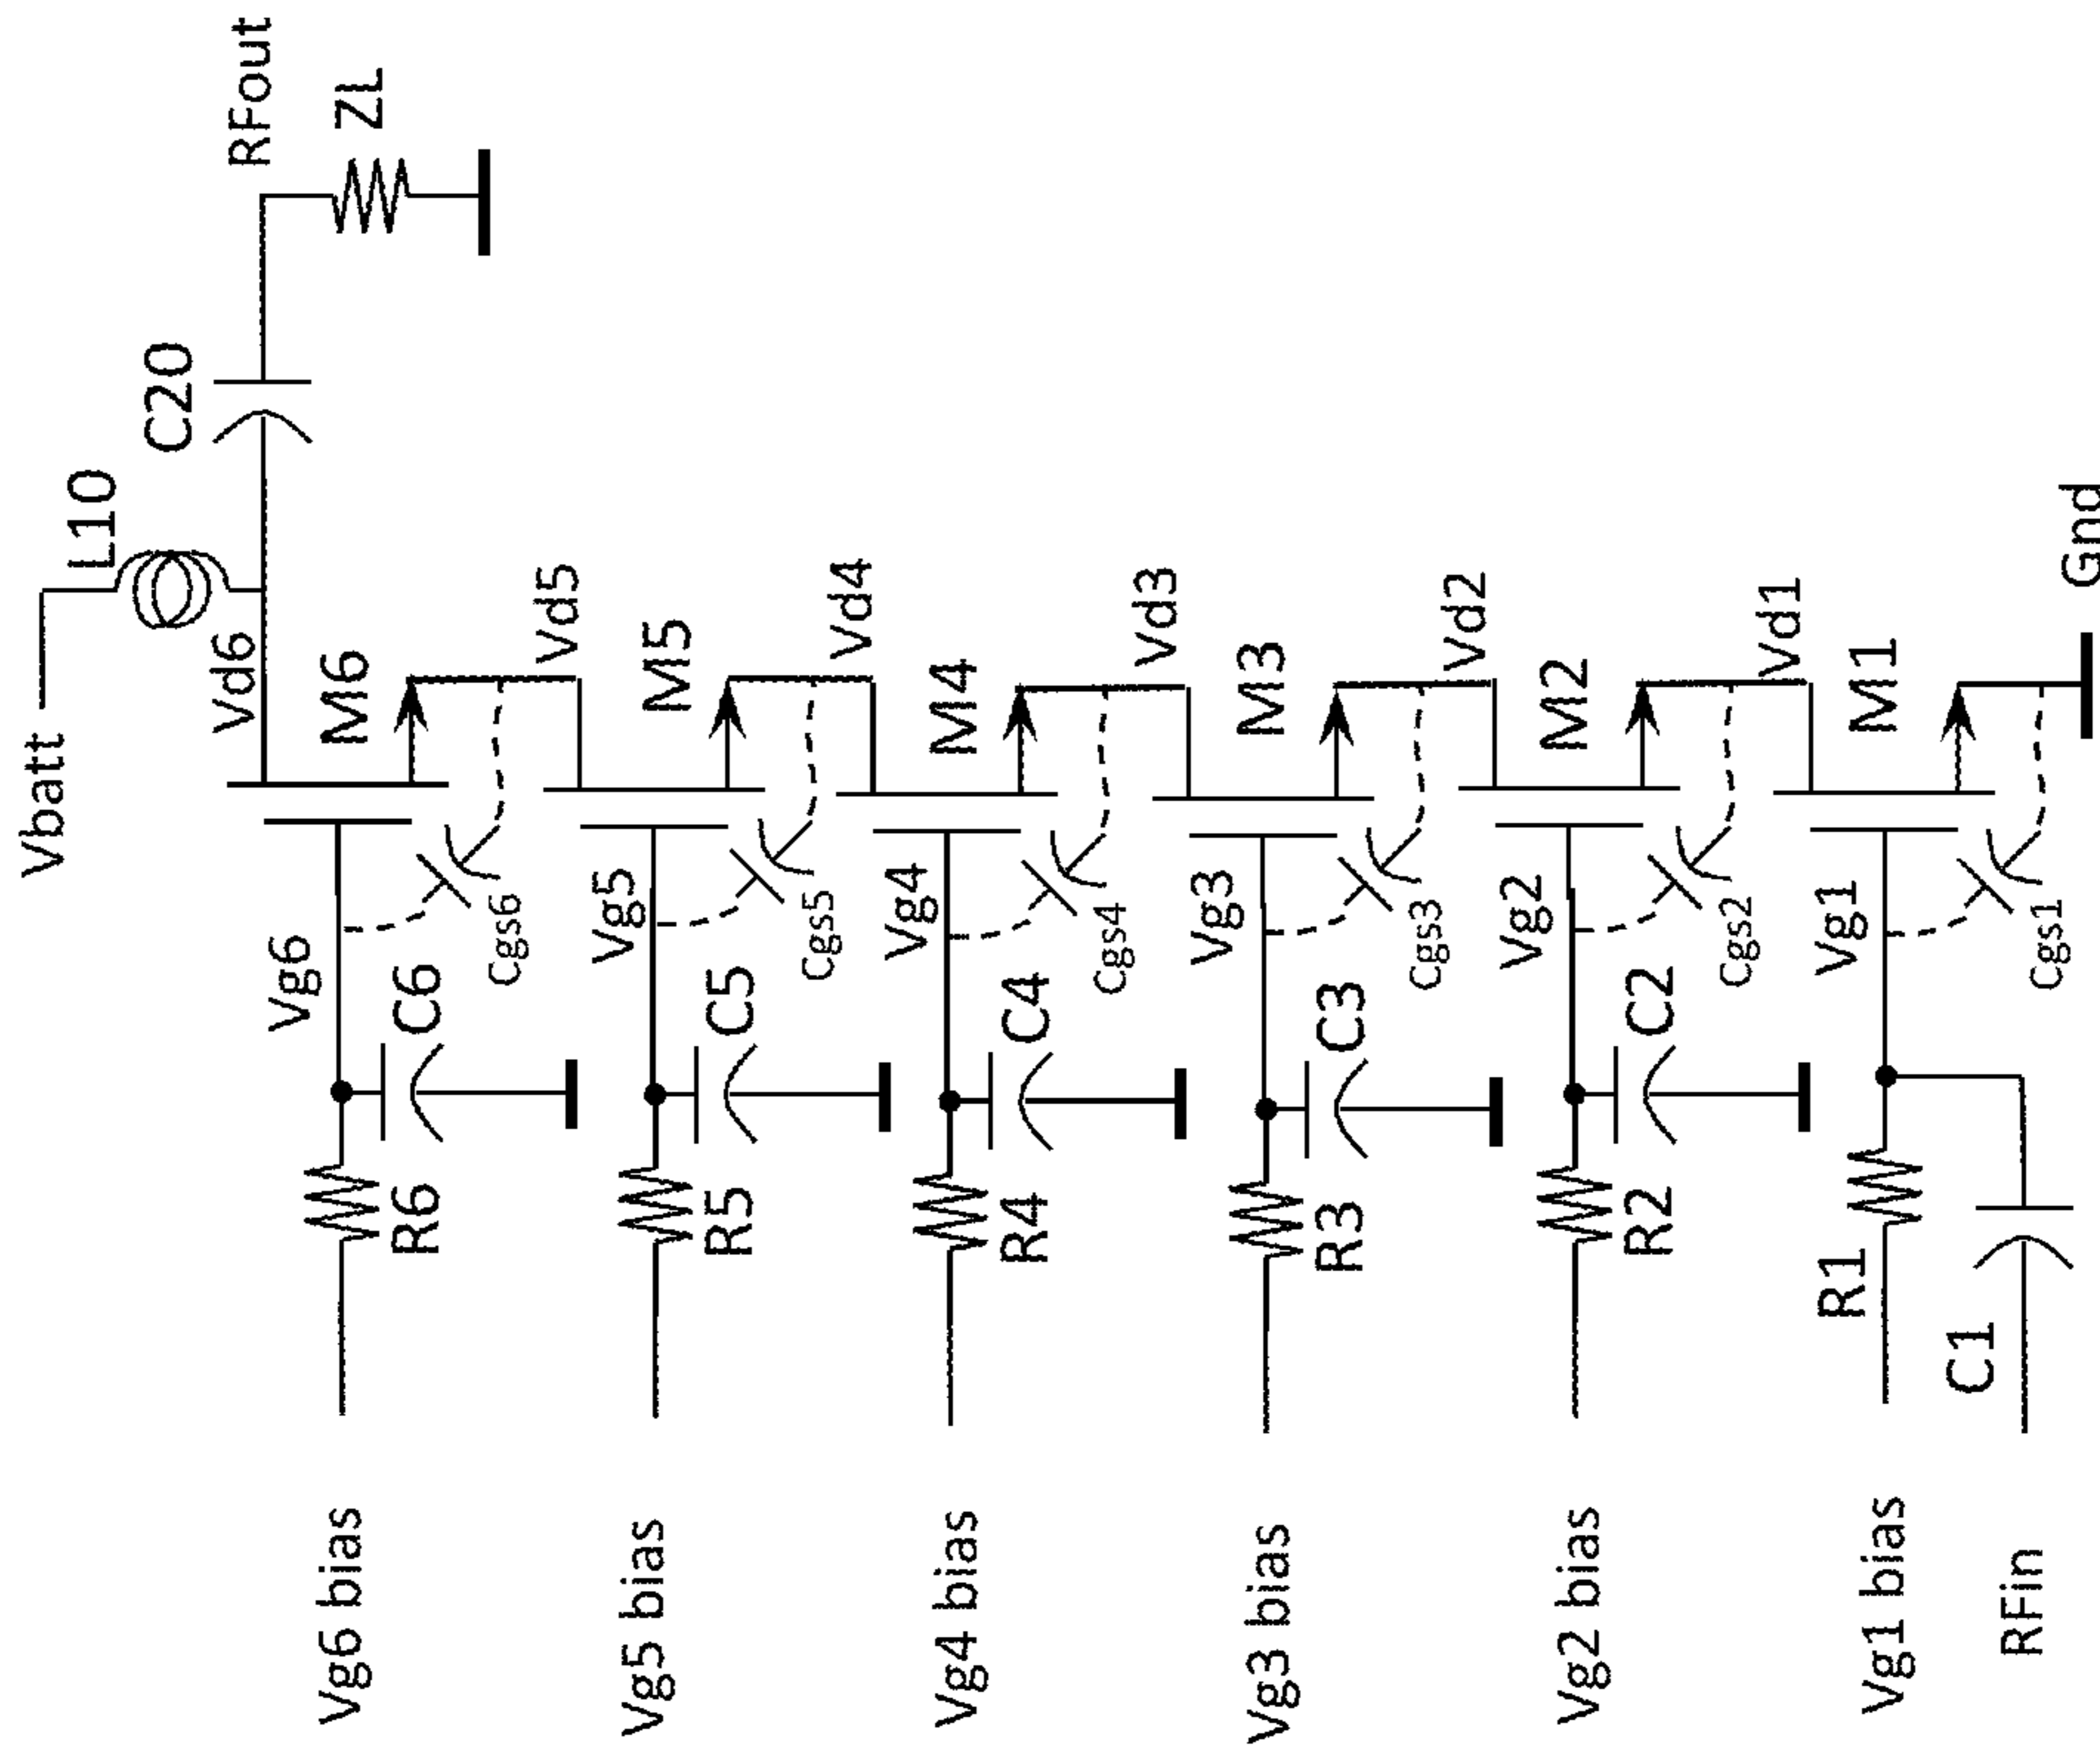 Vbatt
L10
C20
RFout
ZL
Vd6
M6
Vg6
Cgs6
C6
R6
Vg6 bias
Vd5
M5
Vg5
Cgs5
C5
R5
Vg5 bias
Vd4
M4
Vg4
Cgs4
C4
R4
Vg4 bias
Vd3
M3
Vg3
Cgs3
C3
R3
Vg3 bias
Vd2
M2
Vg2
Cgs2
C2
R2
Vg2 bias
Vd1
M1
Vg1
Cgs1
R1
Vg1 bias
C1
RFin
Gnd